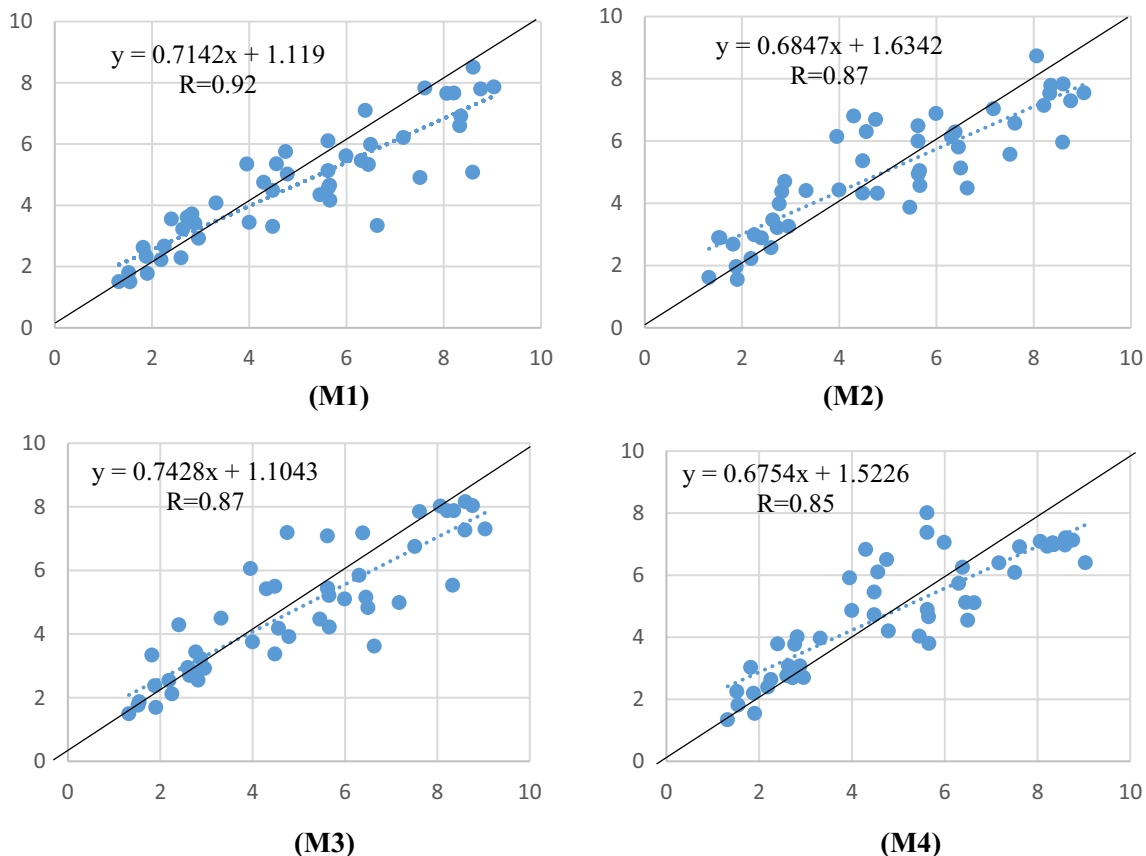 y = 0.7142x + 1.119
R=0.92
10
8
6
4
2
0
0 2 4 6 8 10
(M1)
y = 0.6847x + 1.6342
R=0.87
10
8
6
4
2
0
0 2 4 6 8 10
(M2)
y = 0.7428x + 1.1043
R=0.87
10
8
6
4
2
0
0 2 4 6 8 10
(M3)
y = 0.6754x + 1.5226
R=0.85
10
8
6
4
2
0
0 2 4 6 8 10
(M4)